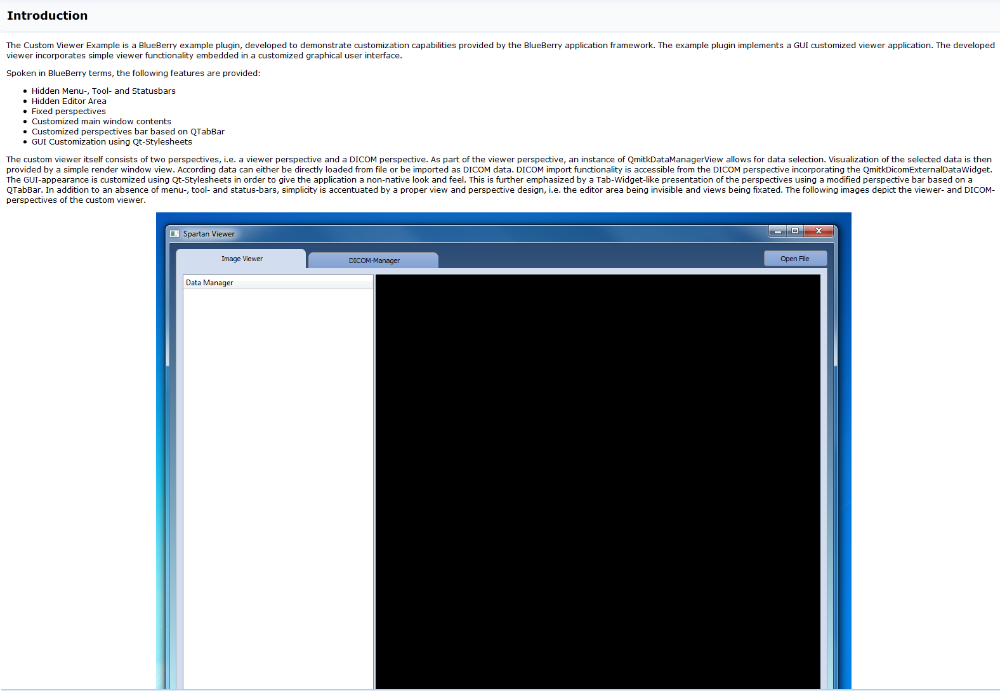 Introduction
The Custom Viewer Example is a BlueBerry example plugin, developed to demonstrate customization capabilities provided by the BlueBerry application framework. The example plugin implements a GUI customized viewer application. The developed
viewer incorporates simple viewer functionality embedded in a customized graphical user interface.
Spoken in BlueBerry terms, the following features are provided:
• Hidden Menu-, Tool- and Statusbars
• Hidden Editor Area
• Fixed perspectives
• Customized main window contents
• Customized perspectives bar based on QTabBar
• GUI Customization using Qt-Stylesheets
The custom viewer itself consists of two perspectives, i.e. a viewer perspective and a DICOM perspective. As part of the viewer perspective, an instance of QmitkDataManagerView allows for data selection. Visualization of the selected data is then
provided by a simple render window view. According data can either be directly loaded from file or be imported as DICOM data. DICOM import functionality is accessible from the DICOM perspective incorporating the QmitkDicomExternalDataWidget.
The GUI-appearance is customized using Qt-Stylesheets in order to give the application a non-native look and feel. This is further emphasized by a Tab-Widget-like presentation of the perspectives using a modified perspective bar based on a
QTabBar. In addition to an absence of menu-, tool- and status-bars, simplicity is accentuated by a proper view and perspective design, i.e. the editor area being invisible and views being fixated. The following images depict the viewer- and DICOM-
perspectives of the custom viewer.
Spartan Viewer
Image Viewer
DICOM-Manager
Open File
Data Manager